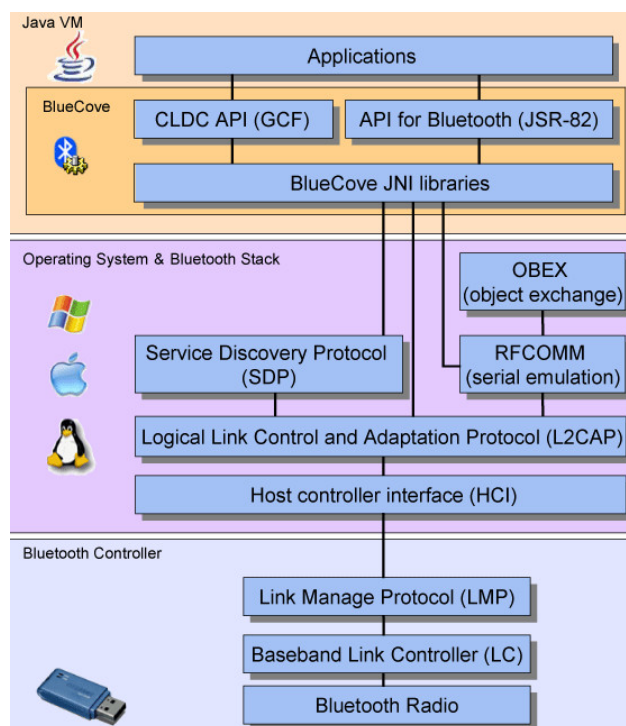 Java VM
Applications
BlueCove
CLDC API (GCF)
API for Bluetooth (JSR-82)
BlueCove JNI libraries
Operating System & Bluetooth Stack
OBEX
(object exchange)
Service Discovery Protocol
(SDP)
RFCOMM
(serial emulation)
Logical Link Control and Adaptation Protocol (L2CAP)
Host controller interface (HCI)
Bluetooth Controller
Link Manage Protocol (LMP)
Baseband Link Controller (LC)
Bluetooth Radio